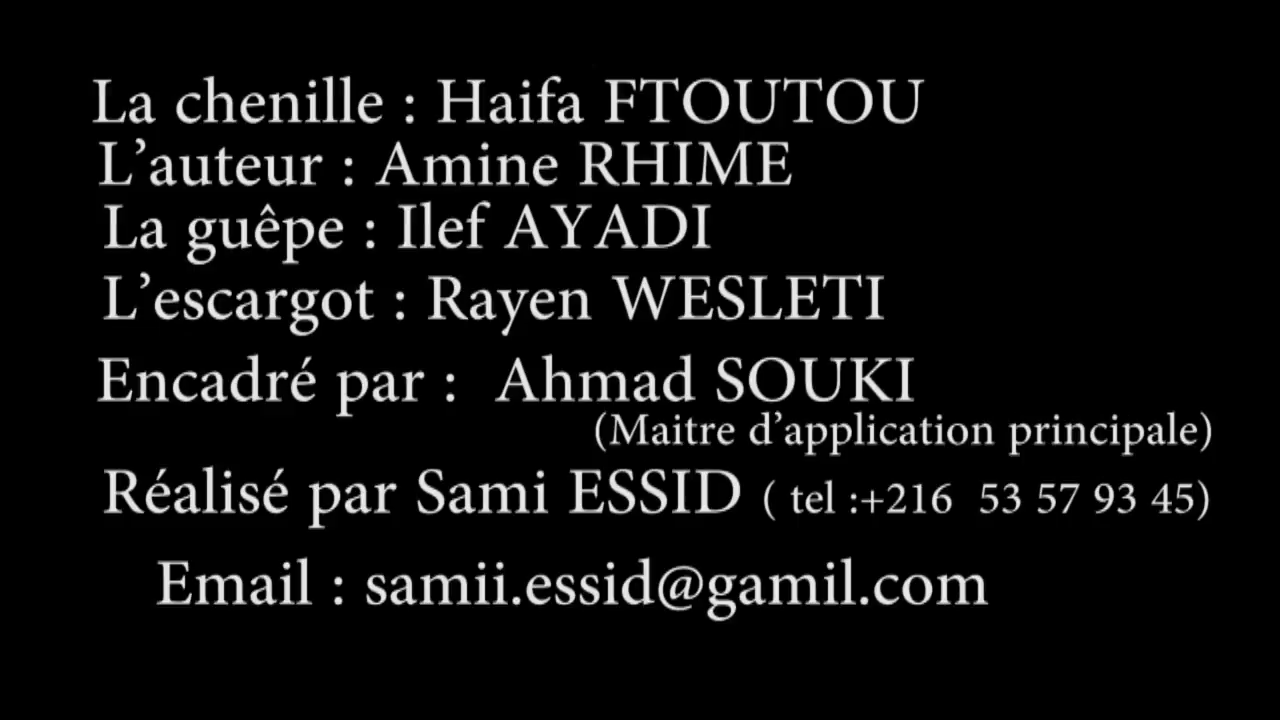 La chenille : Haifa FTOUTOU
L’auteur : Amine RHIME
La guêpe : Ilef AYADI
L’escargot : Rayen WESLETI
Encadré par : Ahmad SOUKI
(Maitre d’application principale)
Réalisé par Sami ESSID ( tel :+216 53 57 93 45)
Email : samii.essid@gamil.com